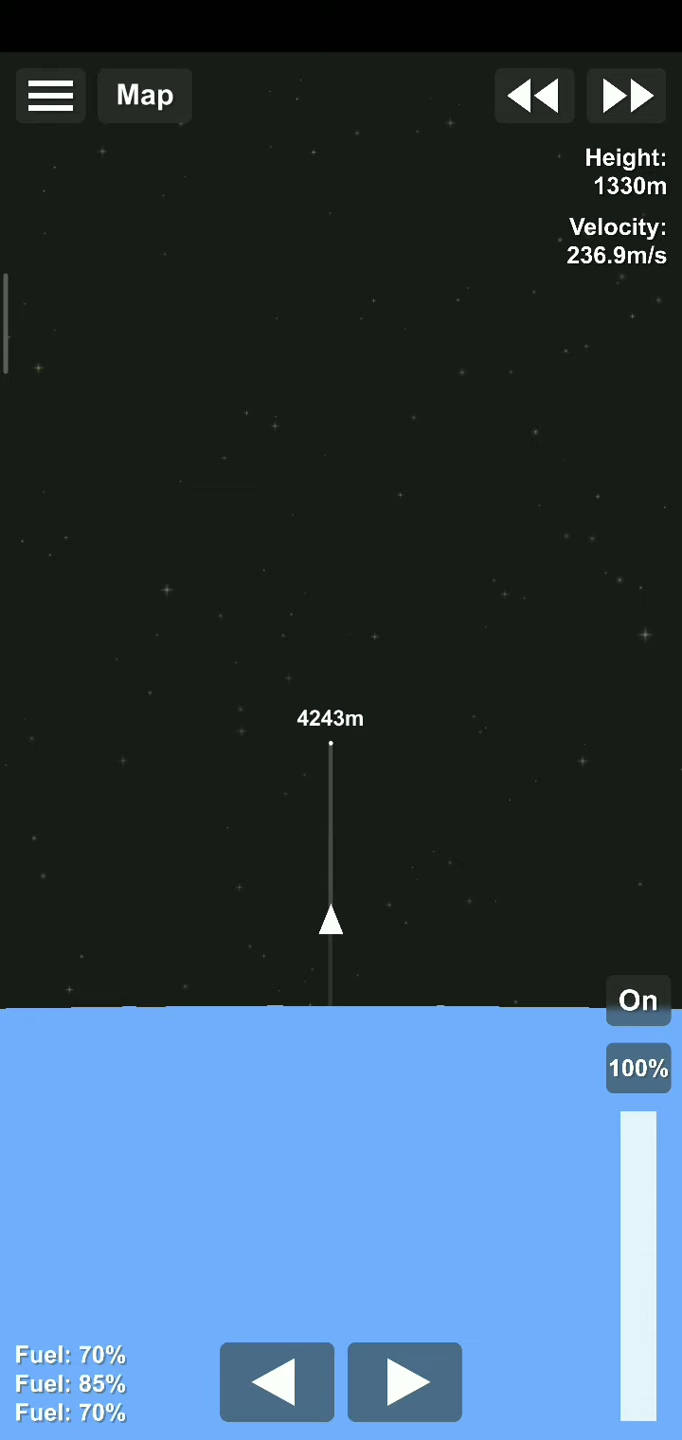 Map
Height:
1330m
Velocity:
236.9m/s
4243m
On
100%
Fuel: 70%
Fuel: 85%
Fuel: 70%